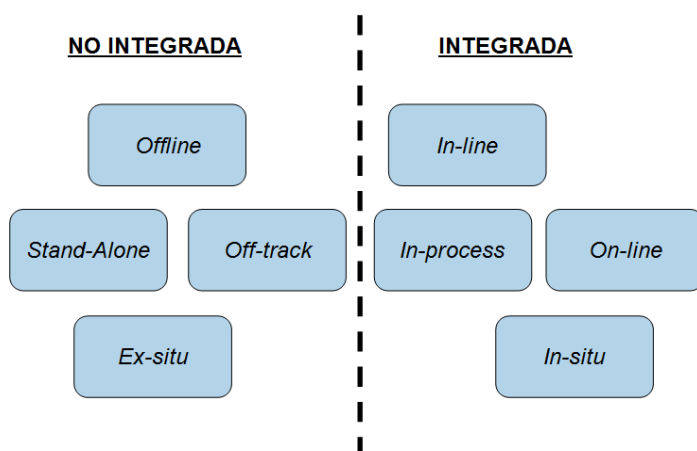 NO INTEGRADA
INTEGRADA
Offline
In-line
Stand-Alone
Off-track
In-process
On-line
Ex-situ
In-situ